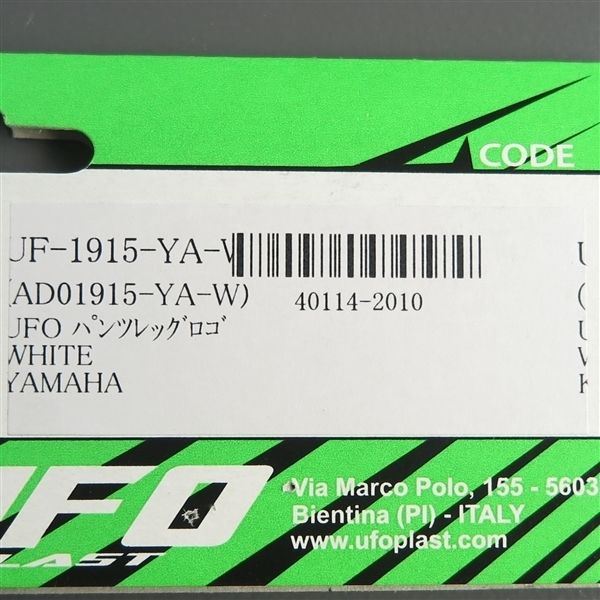 CODE
UF-1915-YA-W
(AD01915-YA-W)
40114-2010
UFO パンツレッグロゴ
WHITE
YAMAHA
UFO
PLAST
Via Marco Polo, 155 - 5603
Bientina (PI) - ITALY
www.ufoplast.com